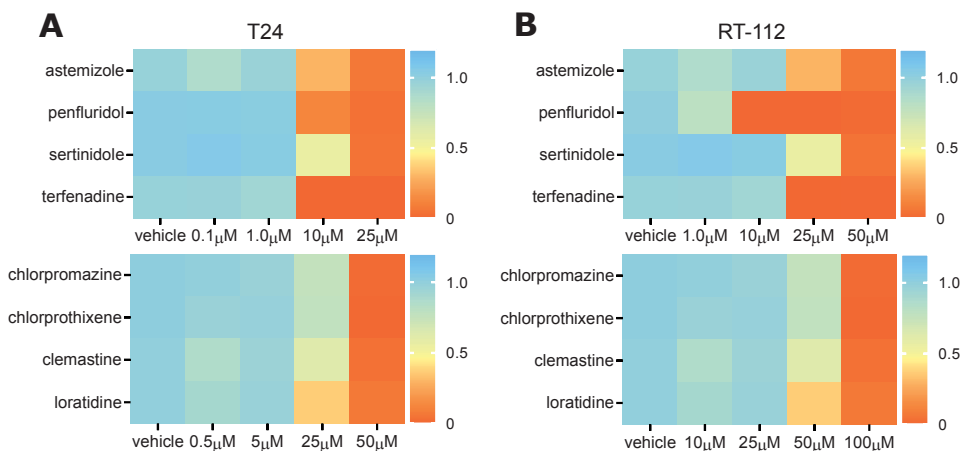 A
T24
astemizole
penfluridol
sertinidole
terfenadine
vehicle 0.1μM 1.0μM 10μM 25μM
1.0
0.5
0
chlorpromazine
chlorprothixene
clemastine
loratidine
vehicle 0.5μM 5μM 25μM 50μM
1.0
0.5
0
B
RT-112
astemizole
penfluridol
sertinidole
terfenadine
vehicle 1.0μM 10μM 25μM 50μM
1.0
0.5
0
chlorpromazine
chlorprothixene
clemastine
loratidine
vehicle 10μM 25μM 50μM 100μM
1.0
0.5
0